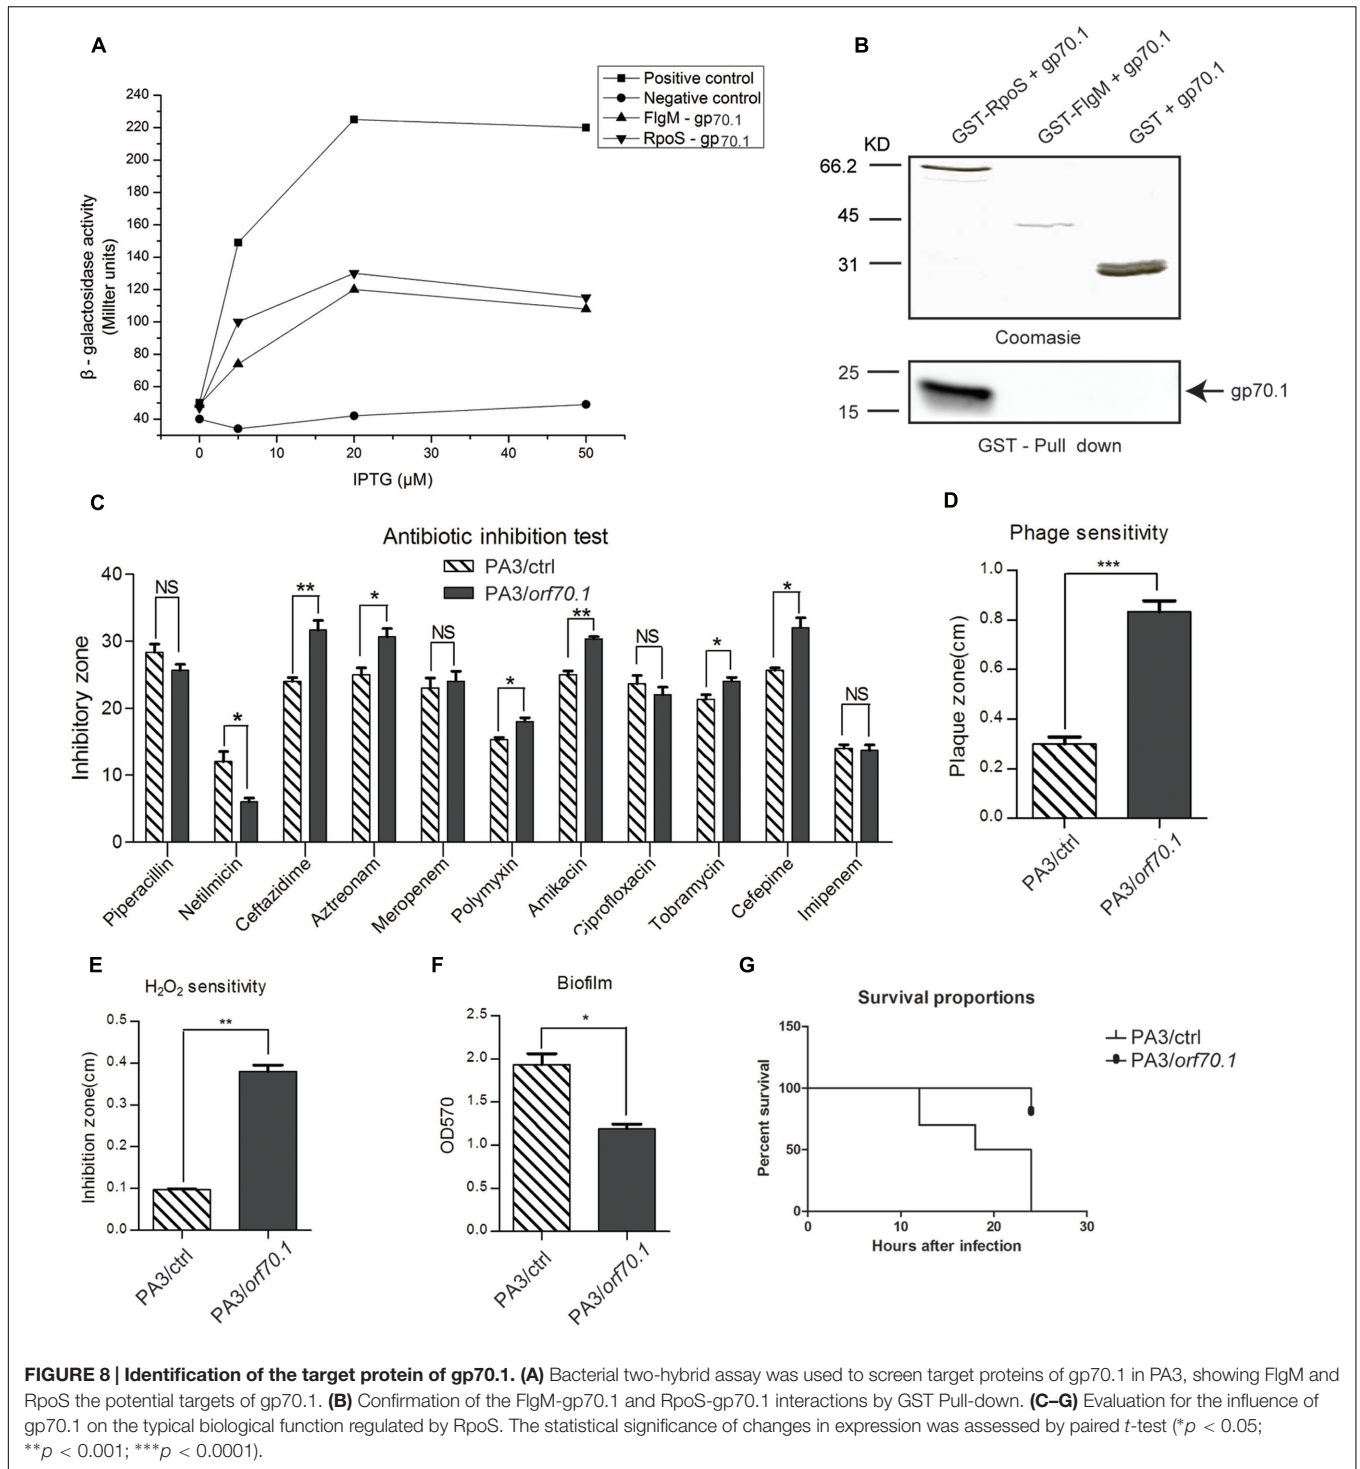 A
Positive control
Negative control
FlgM - gp70.1
RpoS - gp70.1
240
220
200
180
160
140
120
100
80
60
40
β - galactosidase activity
(Millter units)
0
10
20
30
40
50
IPTG (µM)
B
GST-RpoS + gp70.1
GST-FlgM + gp70.1
GST + gp70.1
KD
66.2
45
31
Coomasie
25
15
gp70.1
GST - Pull down
C
Antibiotic inhibition test
PA3/ctrl
PA3/orf70.1
Inhibitory zone
40
30
20
10
0
NS
*
**
*
NS
*
**
NS
*
*
NS
Piperacillin
Netilmicin
Ceftazidime
Aztreonam
Meropenem
Polymyxin
Amikacin
Ciprofloxacin
Tobramycin
Cefepime
Imipenem
D
Phage sensitivity
***
Plaque zone(cm)
1.0
0.8
0.6
0.4
0.2
0.0
PA3/ctrl
PA3/orf70.1
E
H₂O₂ sensitivity
**
Inhibition zone(cm)
0.5
0.4
0.3
0.2
0.1
0.0
PA3/ctrl
PA3/orf70.1
F
Biofilm
*
OD570
2.5
2.0
1.5
1.0
0.5
0.0
PA3/ctrl
PA3/orf70.1
G
Survival proportions
PA3/ctrl
PA3/orf70.1
Percent survival
150
100
50
0
0
10
20
30
Hours after infection
FIGURE 8 | Identification of the target protein of gp70.1. (A) Bacterial two-hybrid assay was used to screen target proteins of gp70.1 in PA3, showing FlgM and
RpoS the potential targets of gp70.1. (B) Confirmation of the FlgM-gp70.1 and RpoS-gp70.1 interactions by GST Pull-down. (C–G) Evaluation for the influence of
gp70.1 on the typical biological function regulated by RpoS. The statistical significance of changes in expression was assessed by paired t-test (*p < 0.05;
**p < 0.001; ***p < 0.0001).